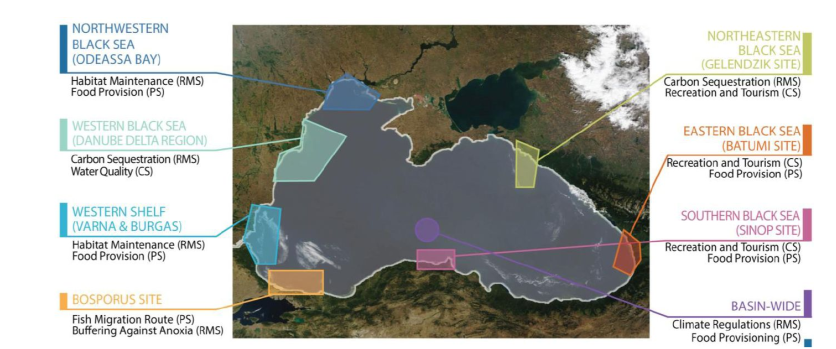 NORTHWESTERN
BLACK SEA
(ODEASSA BAY)
Habitat Maintenance (RMS)
Food Provision (PS)
WESTERN BLACK SEA
(DANUBE DELTA REGION)
Carbon Sequestration (RMS)
Water Quality (CS)
WESTERN SHELF
(VARNA & BURGAS)
Habitat Maintenance (RMS)
Food Provision (PS)
BOSPORUS SITE
Fish Migration Route (PS)
Buffering Against Anoxia (RMS)
NORTHEASTERN
BLACK SEA
(GELENDZIK SITE)
Carbon Sequestration (RMS)
Recreation and Tourism (CS)
EASTERN BLACK SEA
(BATUMI SITE)
Recreation and Tourism (CS)
Food Provision (PS)
SOUTHERN BLACK SEA
(SINOP SITE)
Recreation and Tourism (CS)
Food Provision (PS)
BASIN-WIDE
Climate Regulations (RMS)
Food Provisioning (PS)